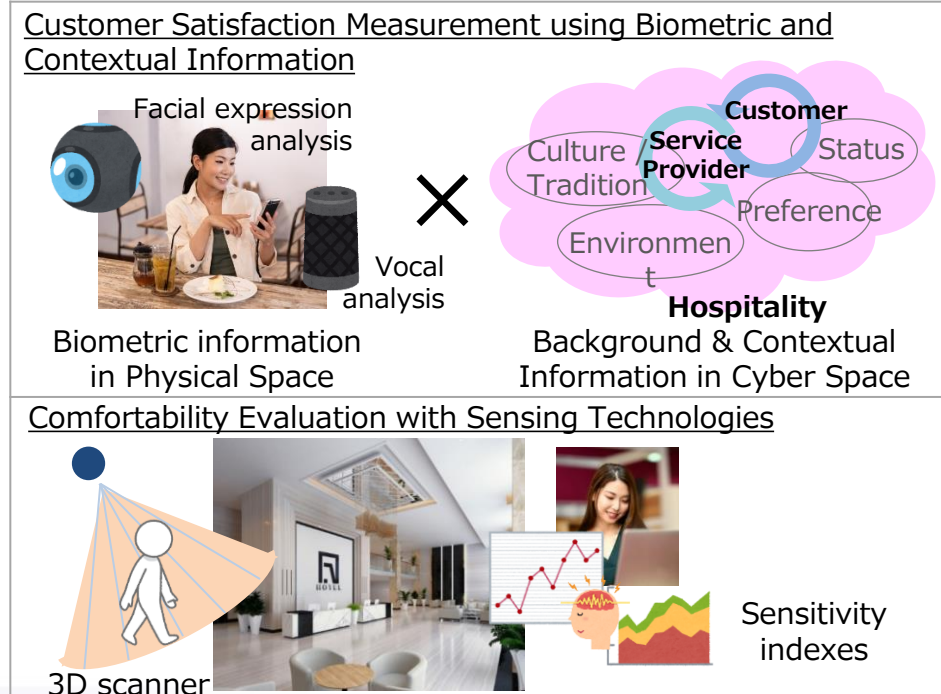 Customer Satisfaction Measurement using Biometric and
Contextual Information
Facial expression
analysis
Vocal
analysis
Biometric information
in Physical Space
Customer
Service
Provider
Culture /
Tradition
Status
Preference
Environmen
t
Hospitality
Background & Contextual
Information in Cyber Space
Comfortability Evaluation with Sensing Technologies
3D scanner
HOTEL
Sensitivity
indexes